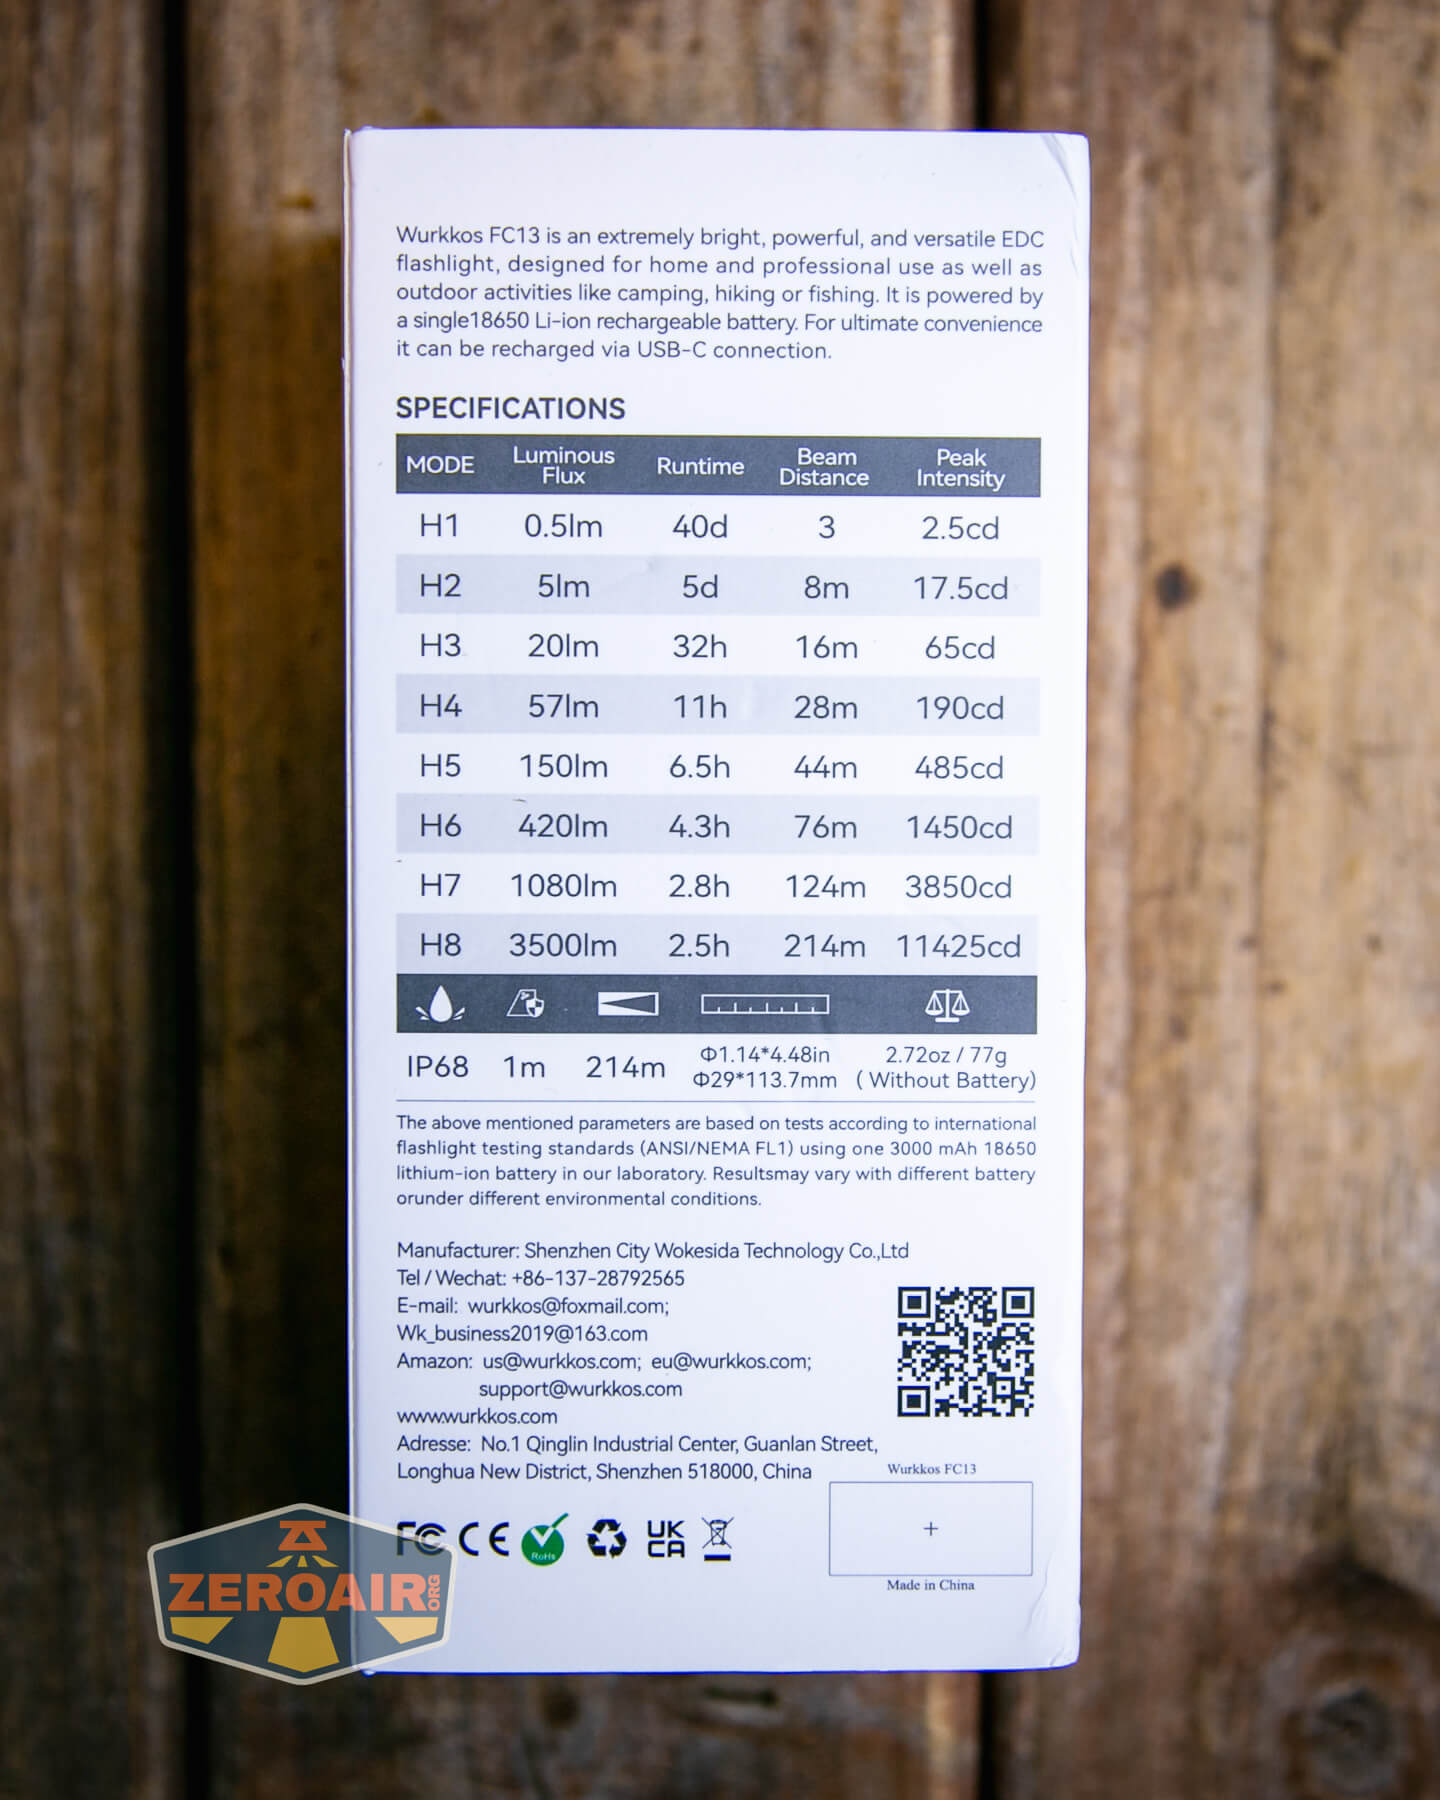 Wurkkos FC13 is an extremely bright, powerful, and versatile EDC
flashlight, designed for home and professional use as well as
outdoor activities like camping, hiking or fishing. It is powered by
a single18650 Li-ion rechargeable battery. For ultimate convenience
it can be recharged via USB-C connection.
SPECIFICATIONS
MODE Luminous Flux Runtime Beam Distance Peak Intensity
H1 0.5lm 40d 3 2.5cd
H2 5lm 5d 8m 17.5cd
H3 20lm 32h 16m 65cd
H4 57lm 11h 28m 190cd
H5 150lm 6.5h 44m 485cd
H6 420lm 4.3h 76m 1450cd
H7 1080lm 2.8h 124m 3850cd
H8 3500lm 2.5h 214m 11425cd
IP68 1m 214m Φ1.14*4.48in 2.72oz / 77g
Φ29*113.7mm ( Without Battery)
The above mentioned parameters are based on tests according to international
flashlight testing standards (ANSI/NEMA FL1) using one 3000 mAh 18650
lithium-ion battery in our laboratory. Resultsmay vary with different battery
orunder different environmental conditions.
Manufacturer: Shenzhen City Wokesida Technology Co.,Ltd
Tel / Wechat: +86-137-28792565
E-mail: wurkkos@foxmail.com;
Wk_business2019@163.com
Amazon: us@wurkkos.com; eu@wurkkos.com;
support@wurkkos.com
www.wurkkos.com
Adresse: No.1 Qinglin Industrial Center, Guanlan Street,
Longhua New District, Shenzhen 518000, China
Wurkkos FC13
+
Made in China
FC CE RoHS UK CA
ZEROAIR.ORG